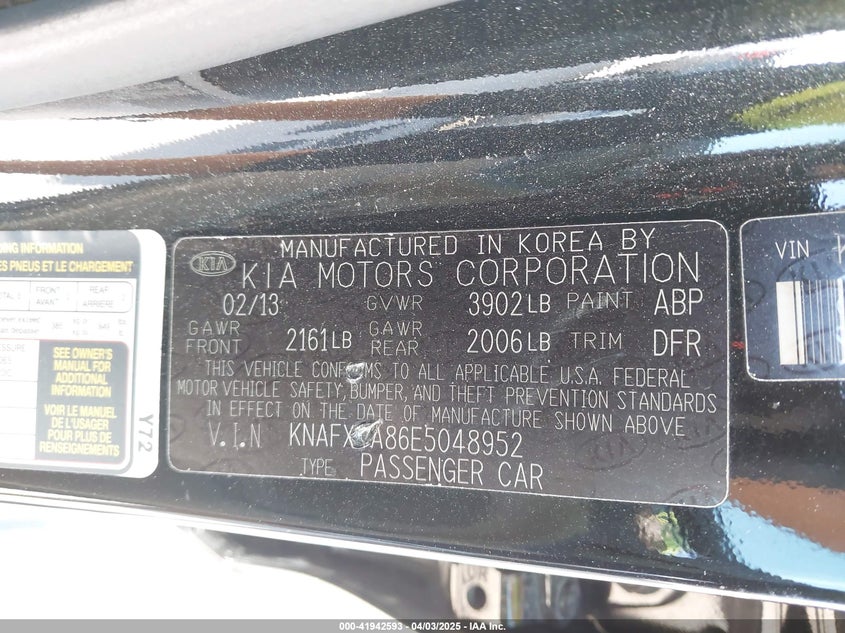 DING INFORMATION
ES PNEUS ET LE CHARGEMENT
FRONT
AVANT
REAR
ARRIERE
SEE OWNER'S
MANUAL FOR
ADDITIONAL
INFORMATION
VOIR LE MANUEL
DE L'USAGER
POUR PLUS DE
RENSEIGNEMENTS
Y72
MANUFACTURED IN KOREA BY
KIA KIA MOTORS CORPORATION
02/13 GVWR 3902LB PAINT ABP
GAWR FRONT 2161LB GAWR REAR 2006LB TRIM DFR
THIS VEHICLE CONFORMS TO ALL APPLICABLE U.S.A. FEDERAL
MOTOR VEHICLE SAFETY, BUMPER, AND THEFT PREVENTION STANDARDS
IN EFFECT ON THE DATE OF MANUFACTURE SHOWN ABOVE
V.I.N KNAFX A86E5048952
TYPE PASSENGER CAR
VIN K
000-41942593 - 04/03/2025 - IAA Inc.